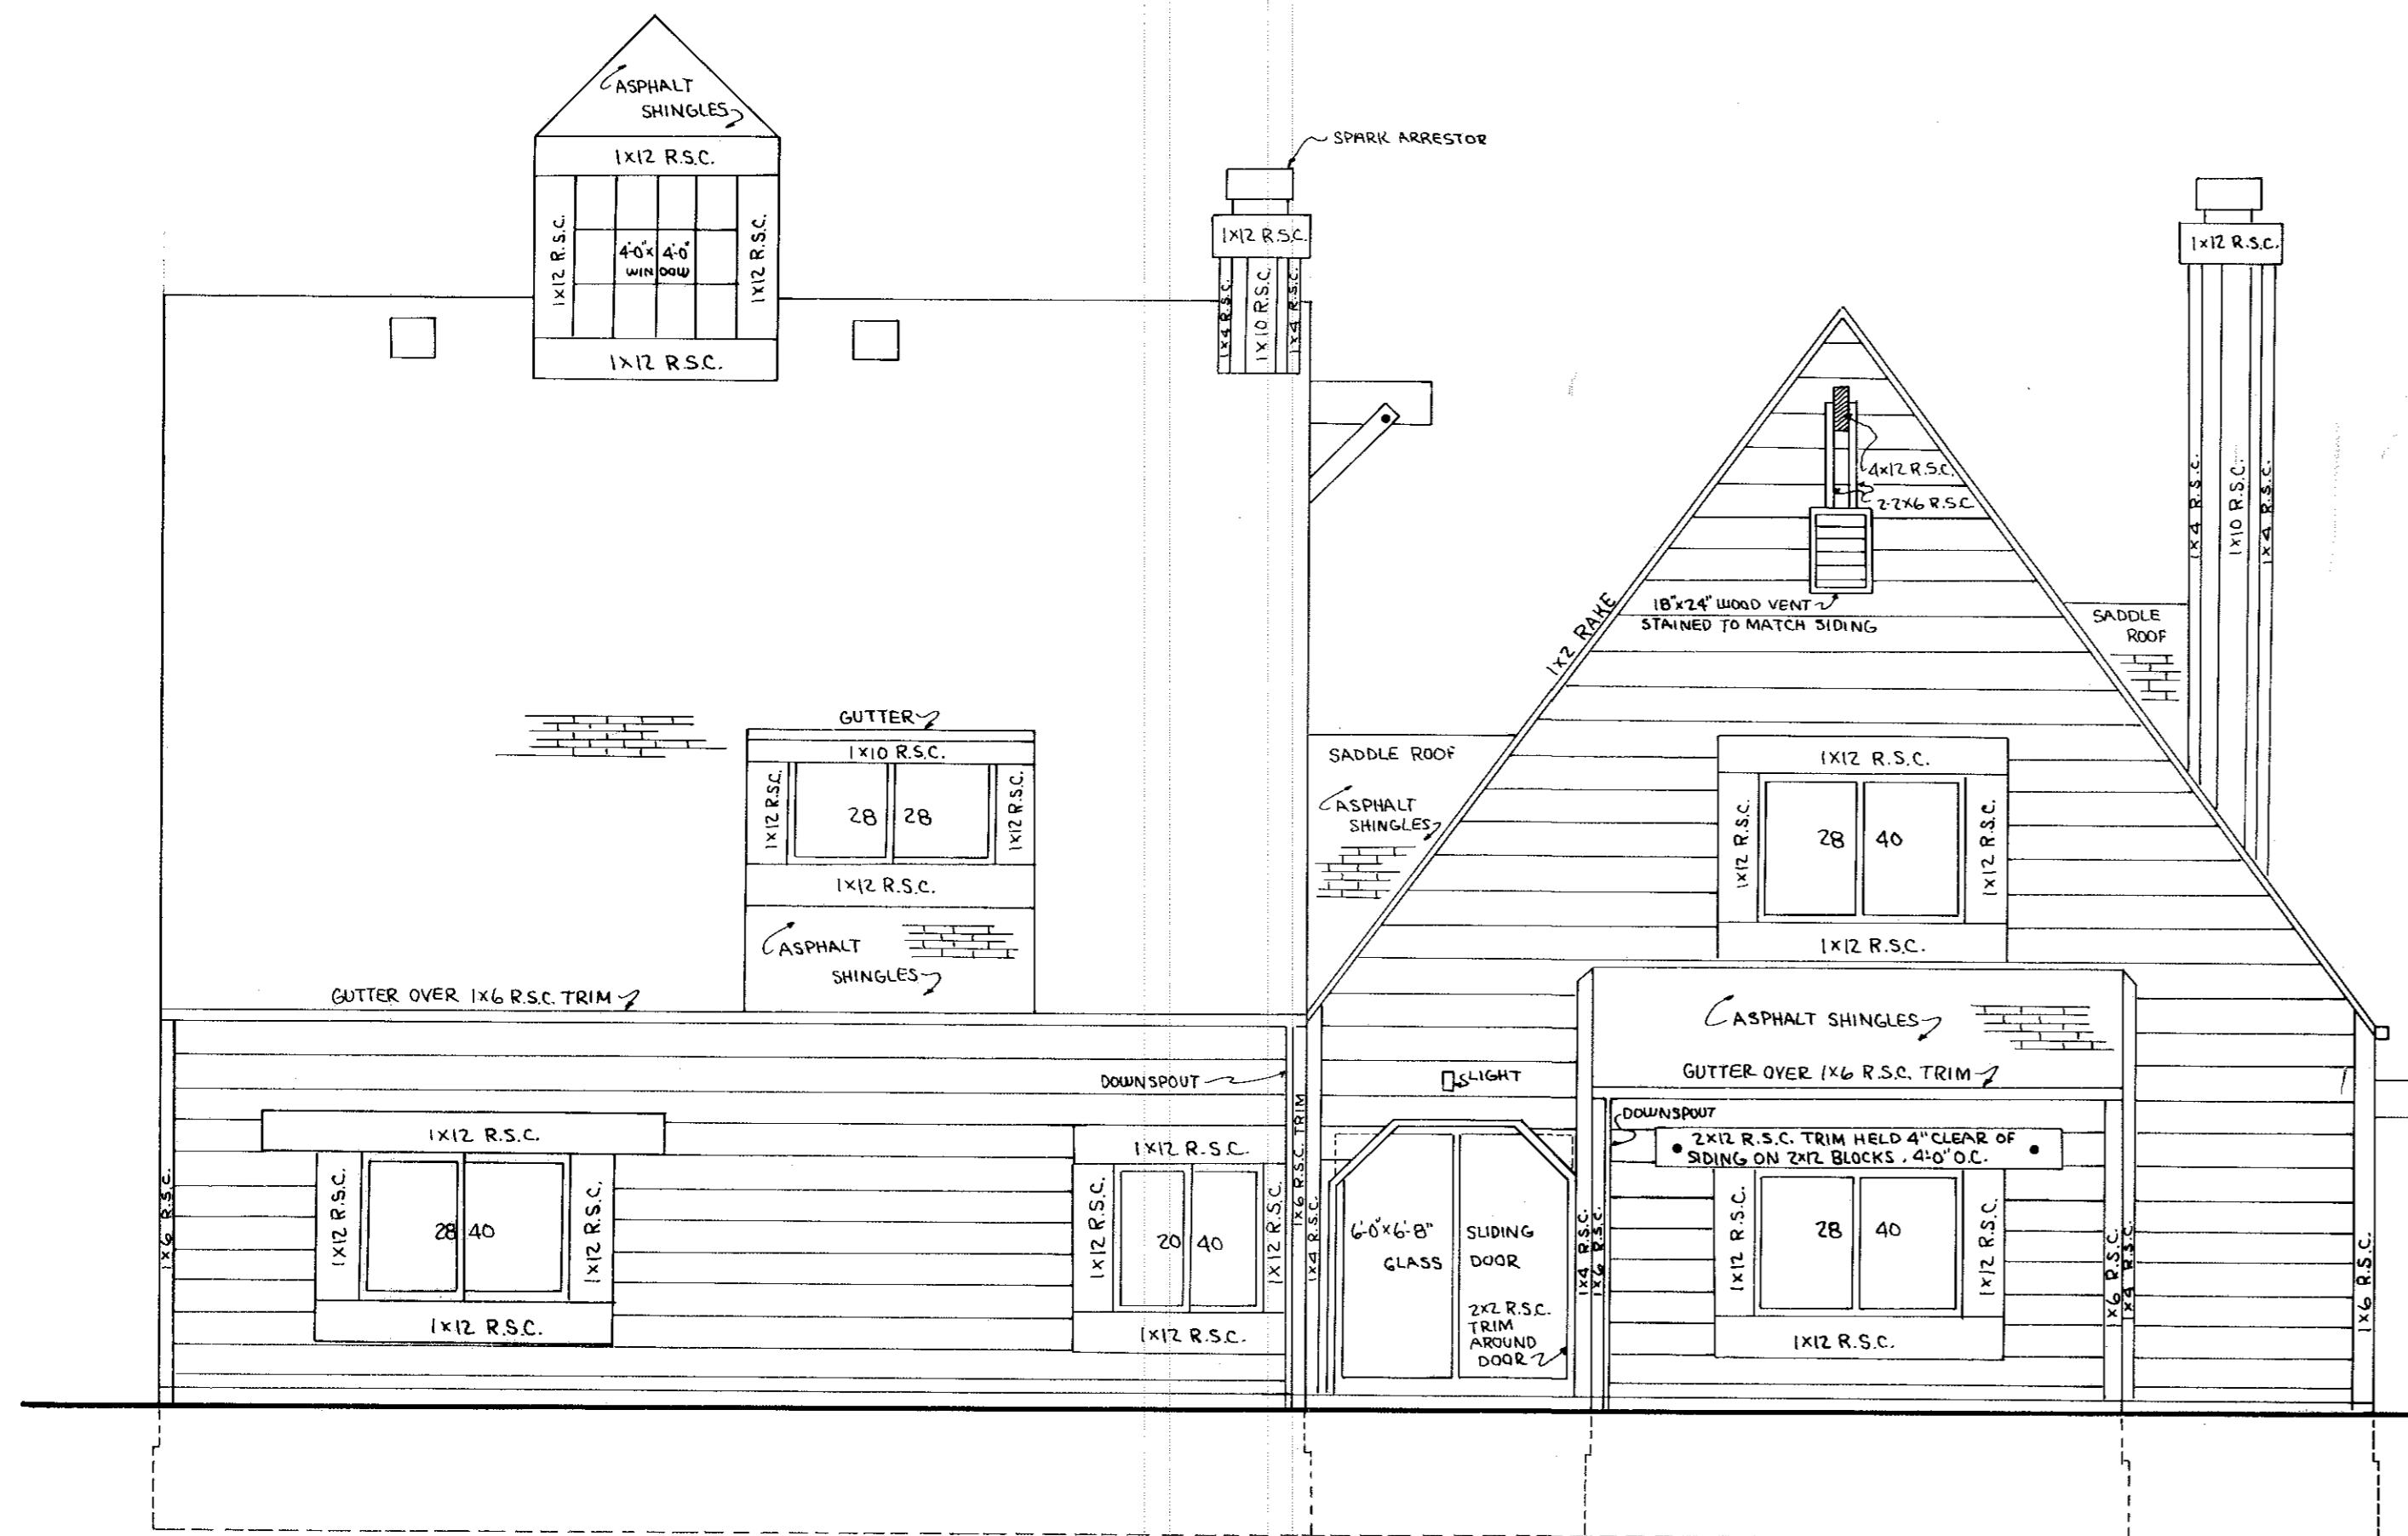 ASPHALT
SHINGLES
1X12 R.S.C.
1X12 R.S.C.
4'-0" X 4'-0"
WINDOW
1X12 R.S.C.
1X12 R.S.C.
SPARK ARRESTOR
1X12 R.S.C.
1X4 R.S.C.
1X10 R.S.C.
1X4 R.S.C.
1X12 R.S.C.
1X4 R.S.C.
1X10 R.S.C.
1X4 R.S.C.
4X12 R.S.C.
2-2X6 R.S.C
18"X24" WOOD VENT
STAINED TO MATCH SIDING
1X2 RAKE
SADDLE
ROOF
GUTTER
1X10 R.S.C.
1X12 R.S.C.
28 28
1X12 R.S.C.
1X12 R.S.C.
ASPHALT
SHINGLES
GUTTER OVER 1X6 R.S.C. TRIM
SADDLE ROOF
ASPHALT
SHINGLES
1X12 R.S.C.
1X12 R.S.C.
28 40
1X12 R.S.C.
1X12 R.S.C.
ASPHALT SHINGLES
GUTTER OVER 1X6 R.S.C. TRIM
DOWNSPOUT
LIGHT
DOWNSPOUT
2X12 R.S.C. TRIM HELD 4" CLEAR OF
SIDING ON 2X12 BLOCKS, 4'-0" O.C.
1X6 R.S.C.
1X12 R.S.C.
1X12 R.S.C.
28 40
1X12 R.S.C.
1X12 R.S.C.
1X12 R.S.C.
1X12 R.S.C.
20 40
1X12 R.S.C.
1X12 R.S.C.
1X6 R.S.C. TRIM
1X4 R.S.C.
6'-0"X6'-8" SLIDING
GLASS DOOR
2X2 R.S.C.
TRIM
AROUND
DOOR
1X4 R.S.C.
1X6 R.S.C.
1X12 R.S.C.
28 40
1X12 R.S.C.
1X12 R.S.C.
1X6 R.S.C.
1X4 R.S.C.
1X6 R.S.C.